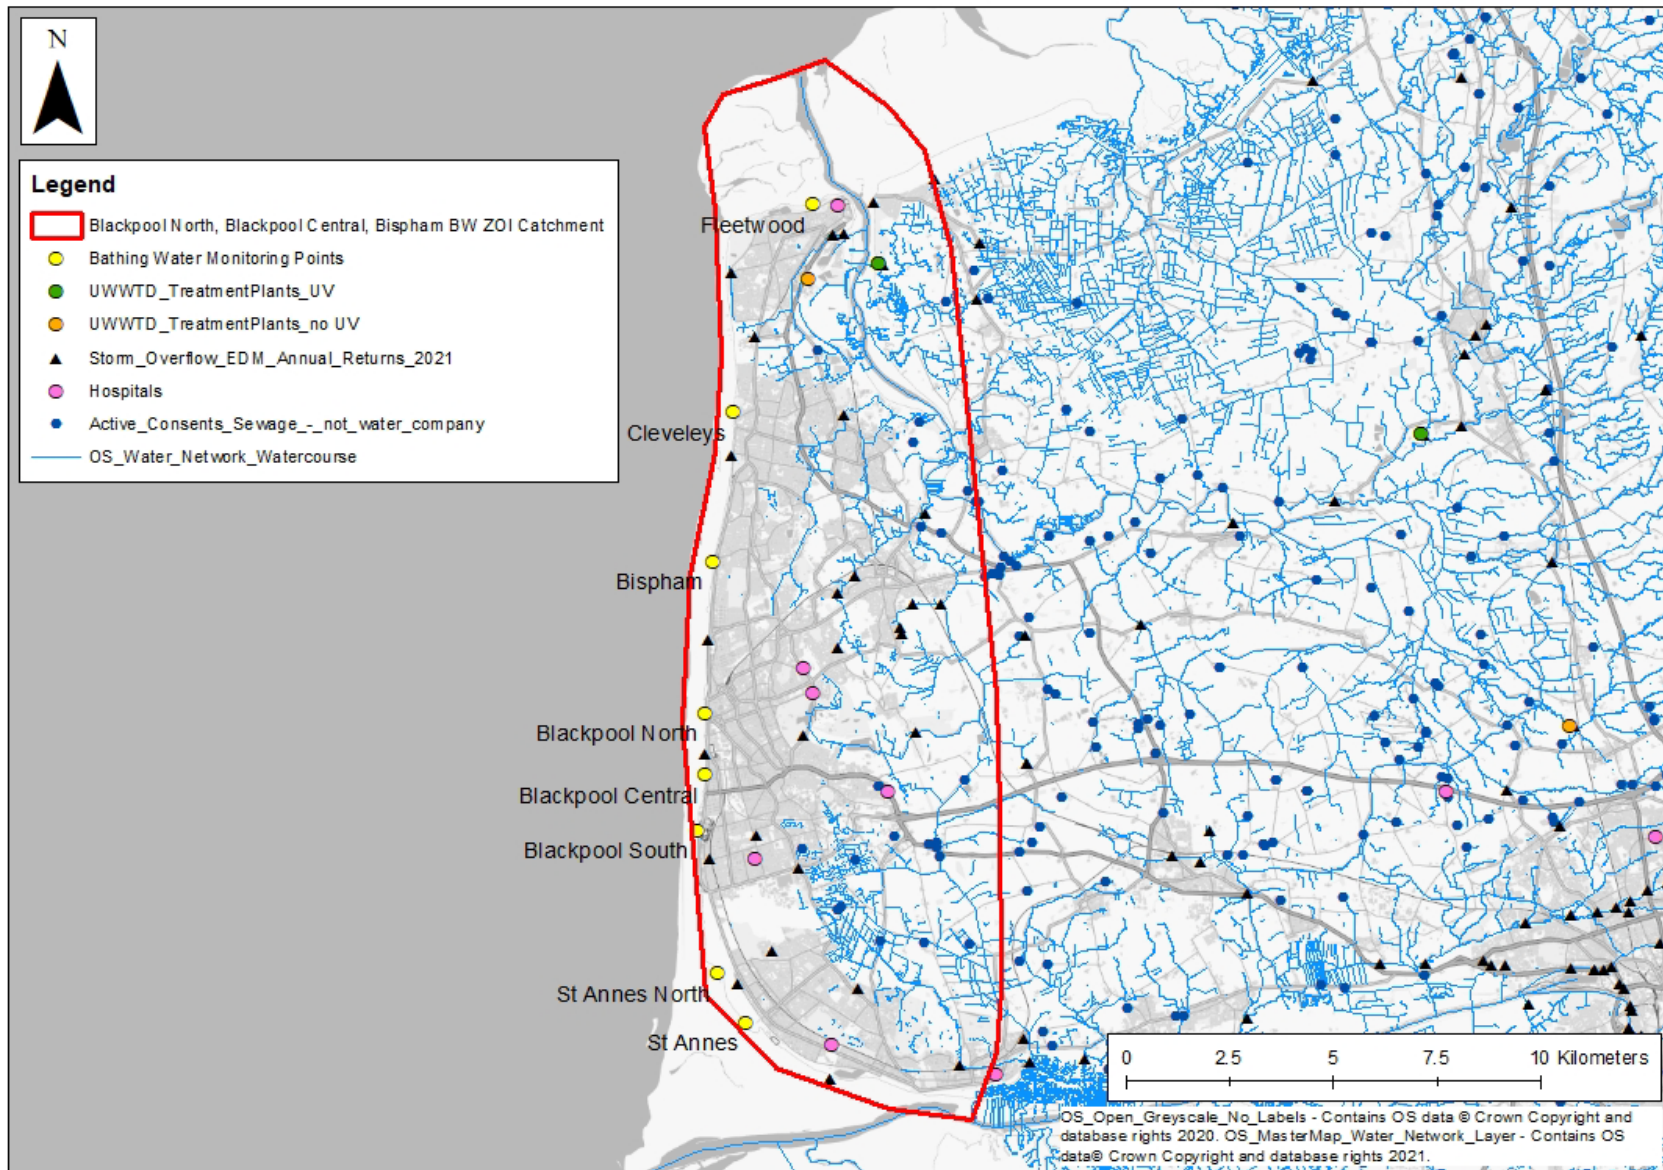 N
Legend
Blackpool North, Blackpool Central, Bispham BW ZOI Catchment
Bathing Water Monitoring Points
UWWTD_TreatmentPlants_UV
UWWTD_TreatmentPlants_no UV
Storm_Overflow_EDM_Annual_Returns_2021
Hospitals
Active_Consents_Sewage_-_not_water_company
OS_Water_Network_Watercourse
Fleetwood
Cleveleys
Bispham
Blackpool North
Blackpool Central
Blackpool South
St Annes North
St Annes
0 2.5 5 7.5 10 Kilometers
OS_Open_Greyscale_No_Labels - Contains OS data © Crown Copyright and
database rights 2020. OS_MasterMap_Water_Network_Layer - Contains OS
data© Crown Copyright and database rights 2021.